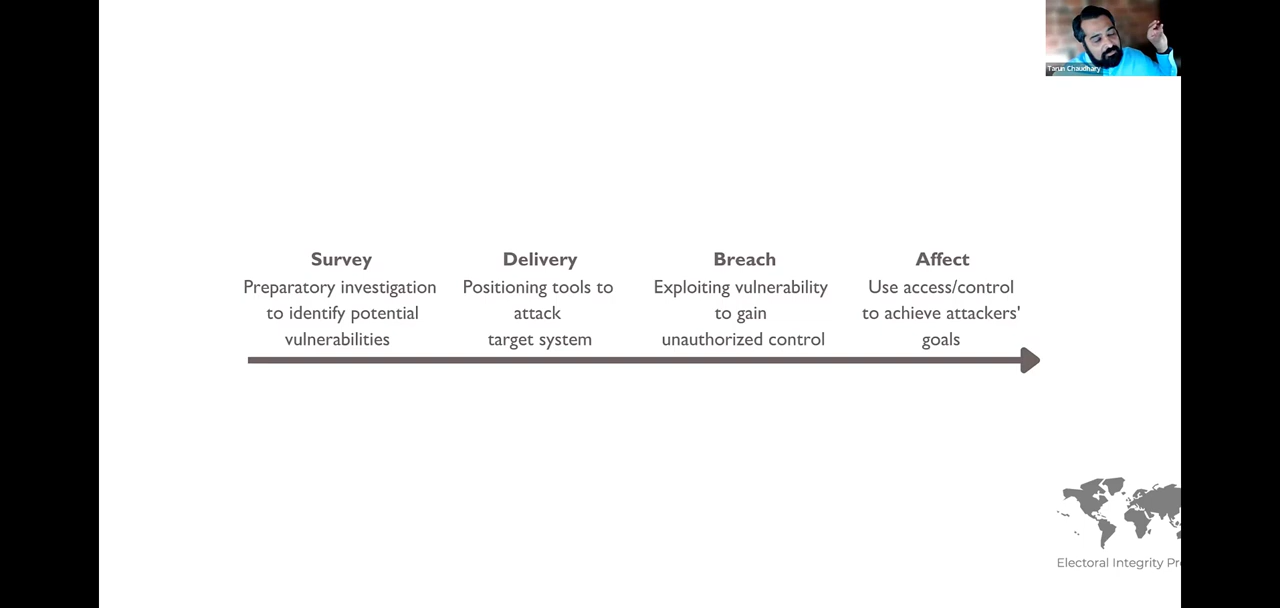 Tarun Chaudhary
Survey
Preparatory investigation
to identify potential
vulnerabilities
Delivery
Positioning tools to
attack
target system
Breach
Exploiting vulnerability
to gain
unauthorized control
Affect
Use access/control
to achieve attackers'
goals
Electoral Integrity Pr